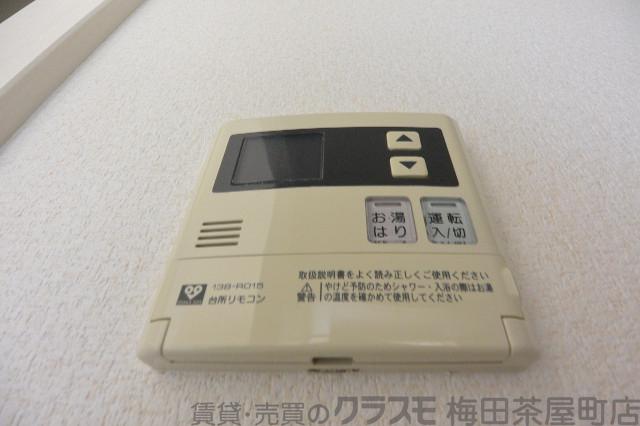 お湯
はり
運転
入/切
138-R015
台所リモコン
取扱説明書をよく読み正しくご使用ください
警告
やけど予防のためシャワー・入浴の際はお湯
の温度を確かめて使用してください
賃貸・売買のクラスモ 梅田茶屋町店